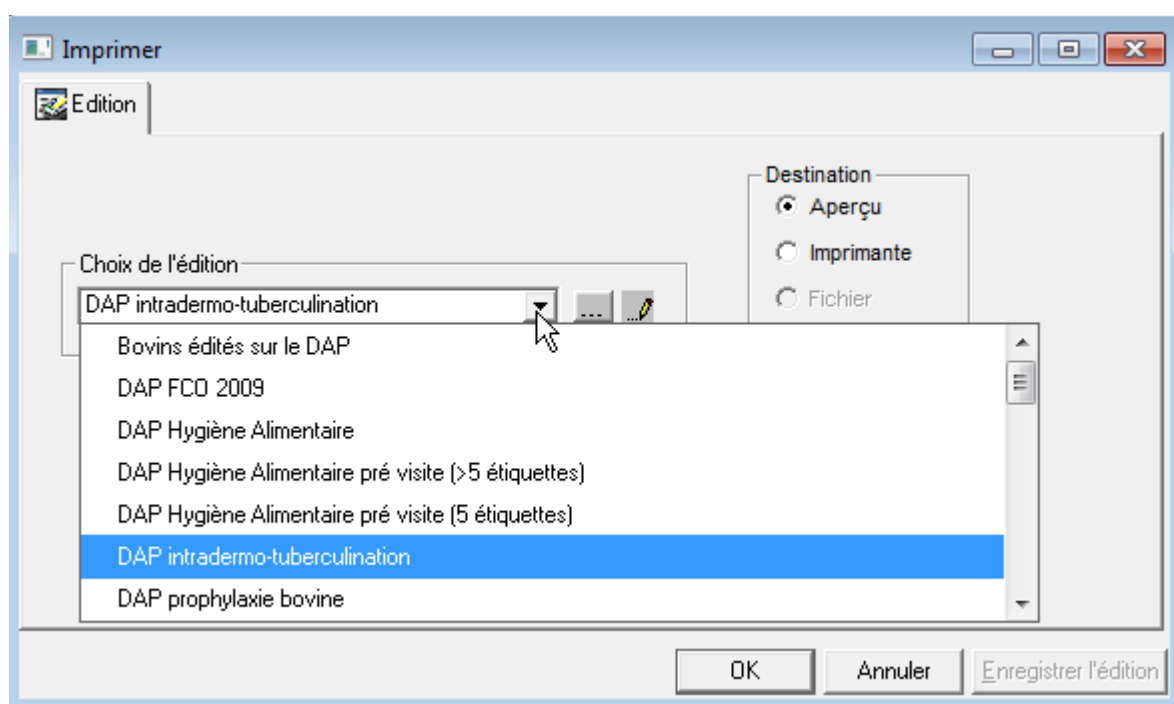 Imprimer
Edition
Destination
Aperçu
Imprimante
Fichier
Choix de l'édition
DAP intradermo-tuberculination
...
Bovins édités sur le DAP
DAP FCO 2009
DAP Hygiène Alimentaire
DAP Hygiène Alimentaire pré visite (>5 étiquettes)
DAP Hygiène Alimentaire pré visite (5 étiquettes)
DAP intradermo-tuberculination
DAP prophylaxie bovine
OK
Annuler
Enregistrer l'édition